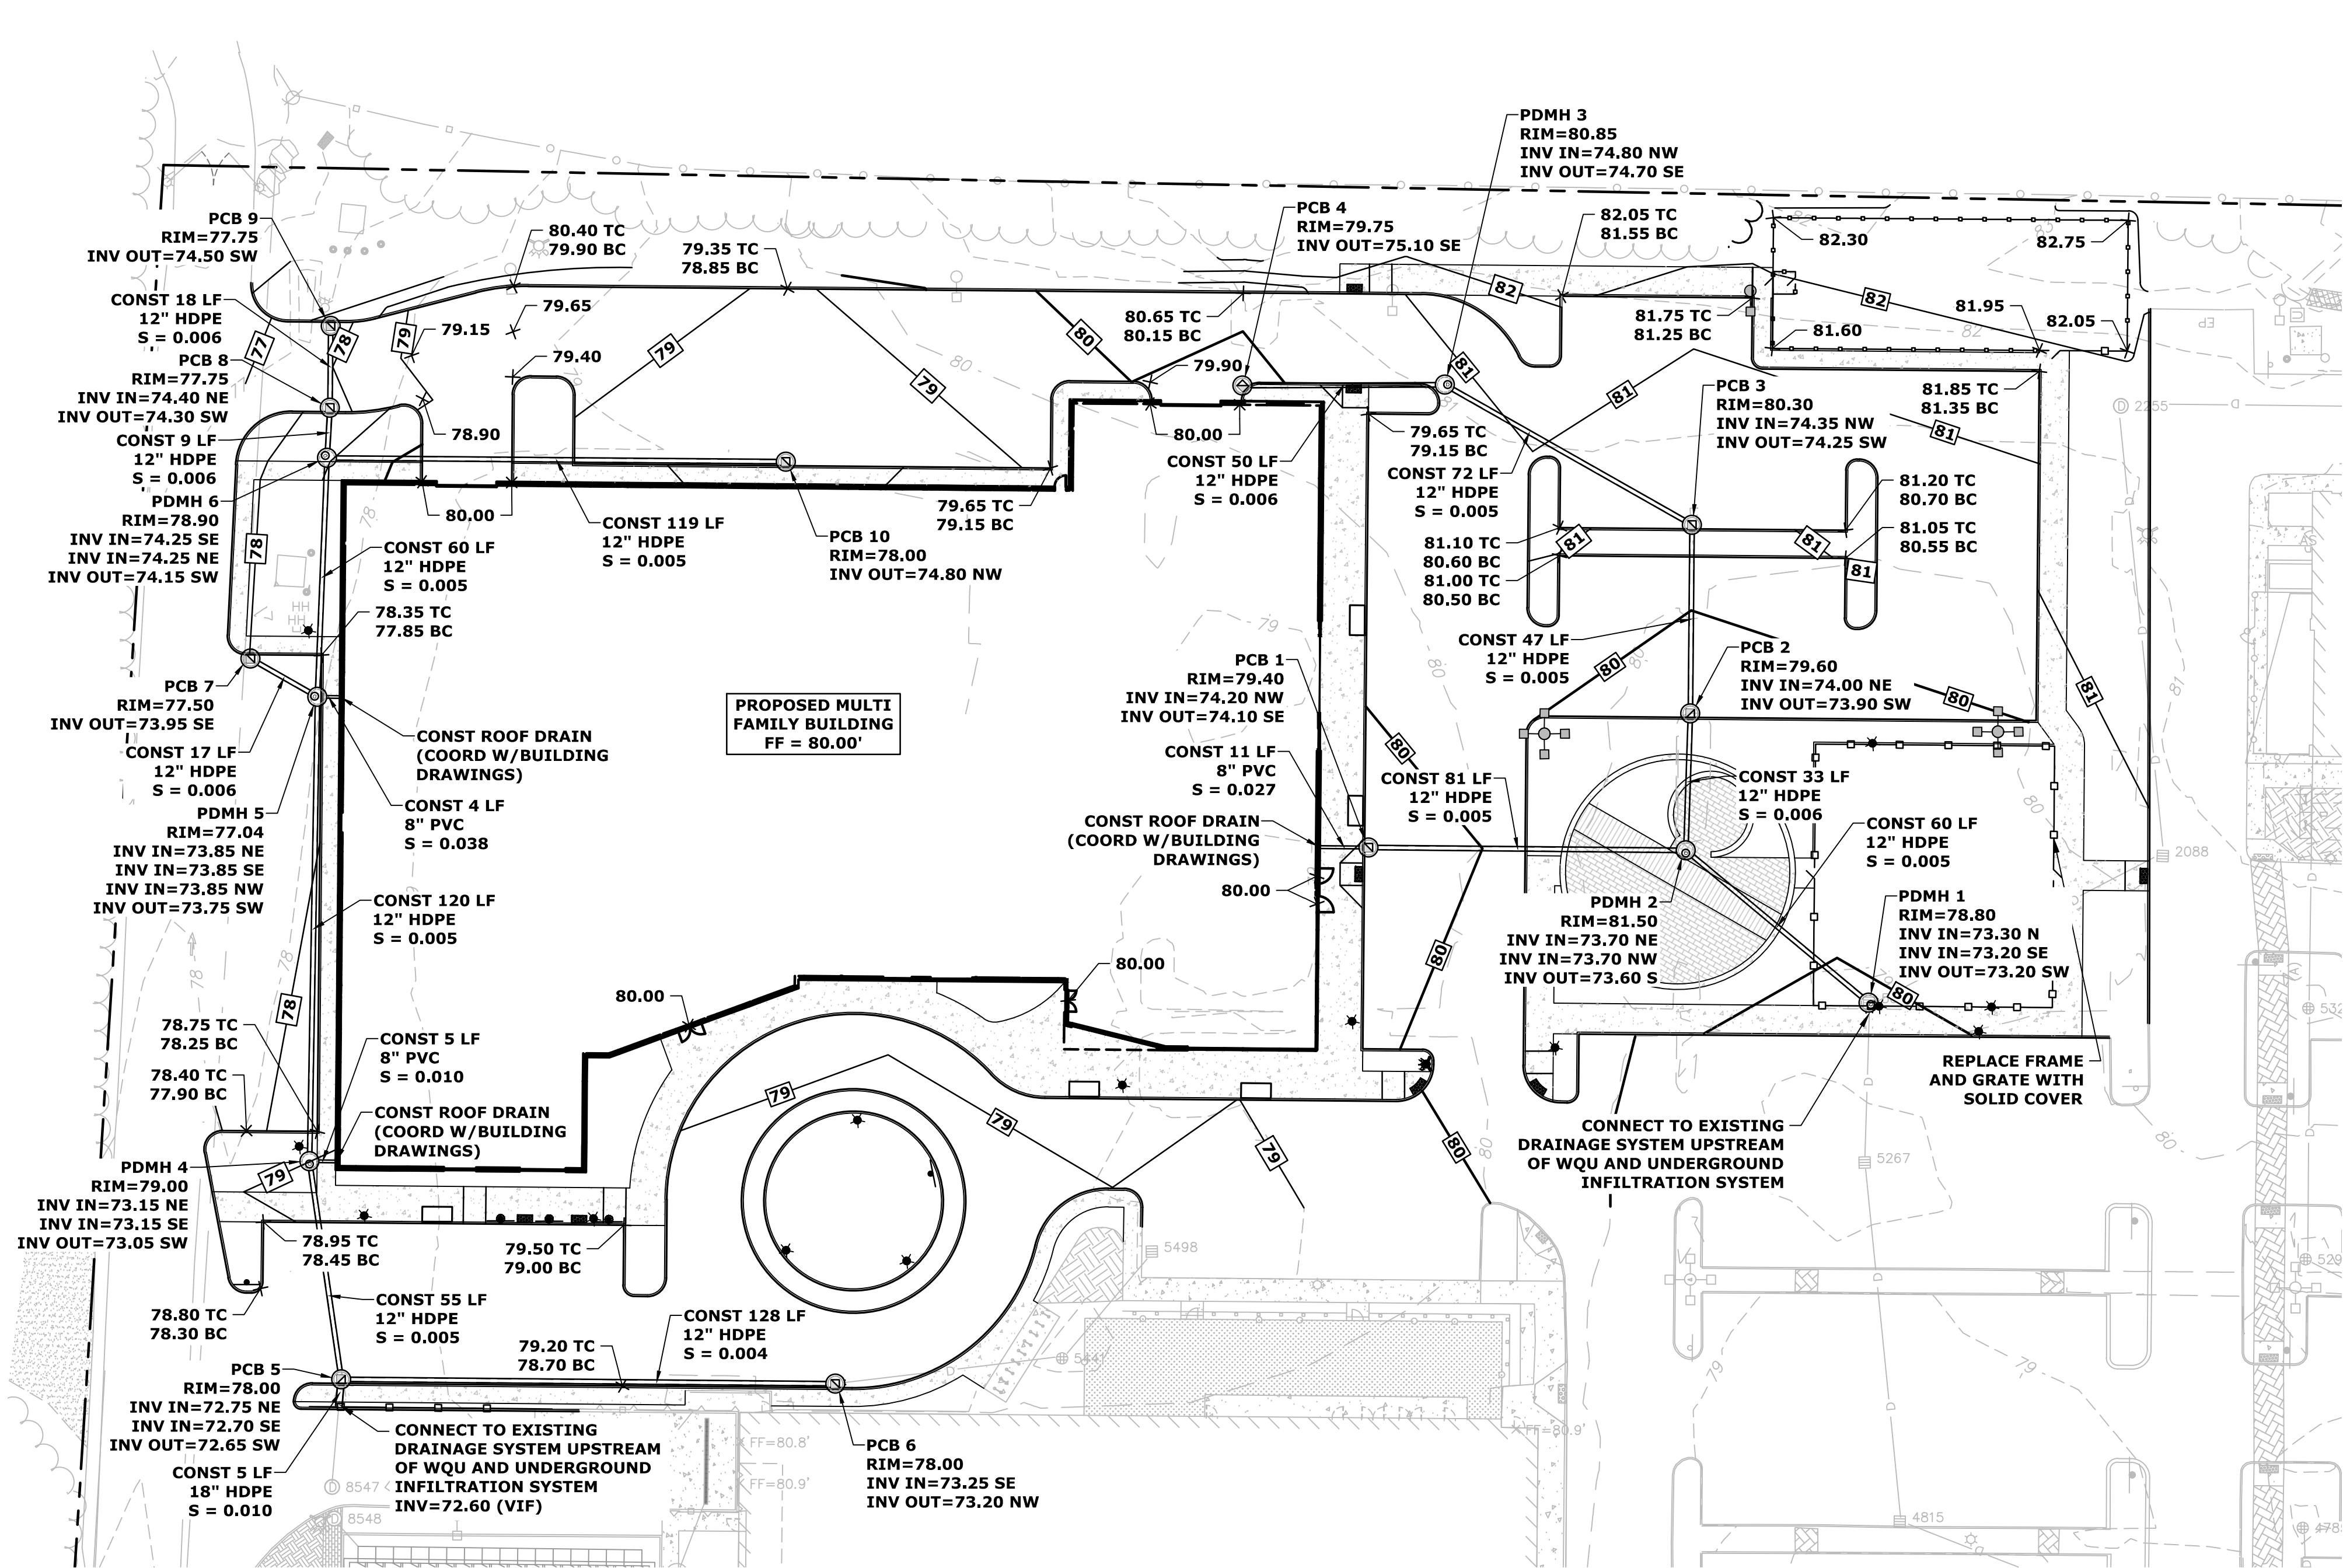 PDMH 3
RIM=80.85
INV IN=74.80 NW
INV OUT=74.70 SE
PCB 9
RIM=77.75
INV OUT=74.50 SW
80.40 TC
79.90 BC
79.35 TC
78.85 BC
PCB 4
RIM=79.75
INV OUT=75.10 SE
82.05 TC
81.55 BC
82.30
82.75
CONST 18 LF
12" HDPE
S = 0.006
77
78
79
79.15
79.65
79.40
79
79
80
80.65 TC
80.15 BC
79.90
82
82
81.75 TC
81.25 BC
81.60
81.95
82.05
82
PCB 8
RIM=77.75
INV IN=74.40 NE
INV OUT=74.30 SW
78.90
80.00
81
81
PCB 3
RIM=80.30
INV IN=74.35 NW
INV OUT=74.25 SW
81.85 TC
81.35 BC
81
2255
CONST 9 LF
12" HDPE
S = 0.006
79.65 TC
79.15 BC
CONST 50 LF
12" HDPE
S = 0.006
CONST 72 LF
12" HDPE
S = 0.005
PDMH 6
RIM=78.90
INV IN=74.25 SE
INV IN=74.25 NE
INV OUT=74.15 SW
80.00
CONST 119 LF
12" HDPE
S = 0.005
PCB 10
RIM=78.00
INV OUT=74.80 NW
79.65 TC
79.15 BC
81.20 TC
80.70 BC
81.05 TC
80.55 BC
81.10 TC
80.60 BC
81.00 TC
80.50 BC
81
81
81
78
CONST 60 LF
12" HDPE
S = 0.005
HH
HH
78.35 TC
77.85 BC
79
80
CONST 47 LF
12" HDPE
S = 0.005
80
PCB 2
RIM=79.60
INV IN=74.00 NE
INV OUT=73.90 SW
80
81
81
PCB 7
RIM=77.50
INV OUT=73.95 SE
PROPOSED MULTI
FAMILY BUILDING
FF = 80.00'
PCB 1
RIM=79.40
INV IN=74.20 NW
INV OUT=74.10 SE
CONST ROOF DRAIN
(COORD W/BUILDING
DRAWINGS)
CONST 17 LF
12" HDPE
S = 0.006
CONST 11 LF
8" PVC
S = 0.027
80
CONST 81 LF
12" HDPE
S = 0.005
CONST 33 LF
12" HDPE
S = 0.006
CONST 4 LF
8" PVC
S = 0.038
PDMH 5
RIM=77.04
INV IN=73.85 NE
INV IN=73.85 SE
INV IN=73.85 NW
INV OUT=73.75 SW
CONST ROOF DRAIN
(COORD W/BUILDING
DRAWINGS)
80.00
CONST 60 LF
12" HDPE
S = 0.005
2088
CONST 120 LF
12" HDPE
S = 0.005
PDMH 2
RIM=81.50
INV IN=73.70 NE
INV IN=73.70 NW
INV OUT=73.60 S
PDMH 1
RIM=78.80
INV IN=73.30 N
INV IN=73.20 SE
INV OUT=73.20 SW
80
80.00
80.00
78
78
78
80
78.75 TC
78.25 BC
CONST 5 LF
8" PVC
S = 0.010
78.40 TC
77.90 BC
79
79
REPLACE FRAME
AND GRATE WITH
SOLID COVER
CONST ROOF DRAIN
(COORD W/BUILDING
DRAWINGS)
79
80
80
CONNECT TO EXISTING
DRAINAGE SYSTEM UPSTREAM
OF WQU AND UNDERGROUND
INFILTRATION SYSTEM
5267
80
PDMH 4
RIM=79.00
INV IN=73.15 NE
INV IN=73.15 SE
INV OUT=73.05 SW
79
78.95 TC
78.45 BC
79.50 TC
79.00 BC
5498
78.80 TC
78.30 BC
CONST 55 LF
12" HDPE
S = 0.005
CONST 128 LF
12" HDPE
S = 0.004
79.20 TC
78.70 BC
5441
79
79
PCB 5
RIM=78.00
INV IN=72.75 NE
INV IN=72.70 SE
INV OUT=72.65 SW
CONNECT TO EXISTING
DRAINAGE SYSTEM UPSTREAM
OF WQU AND UNDERGROUND
INFILTRATION SYSTEM
INV=72.60 (VIF)
FF=80.8'
FF=80.9'
FF=80.9'
PCB 6
RIM=78.00
INV IN=73.25 SE
INV OUT=73.20 NW
CONST 5 LF
18" HDPE
S = 0.010
8547
8548
4815